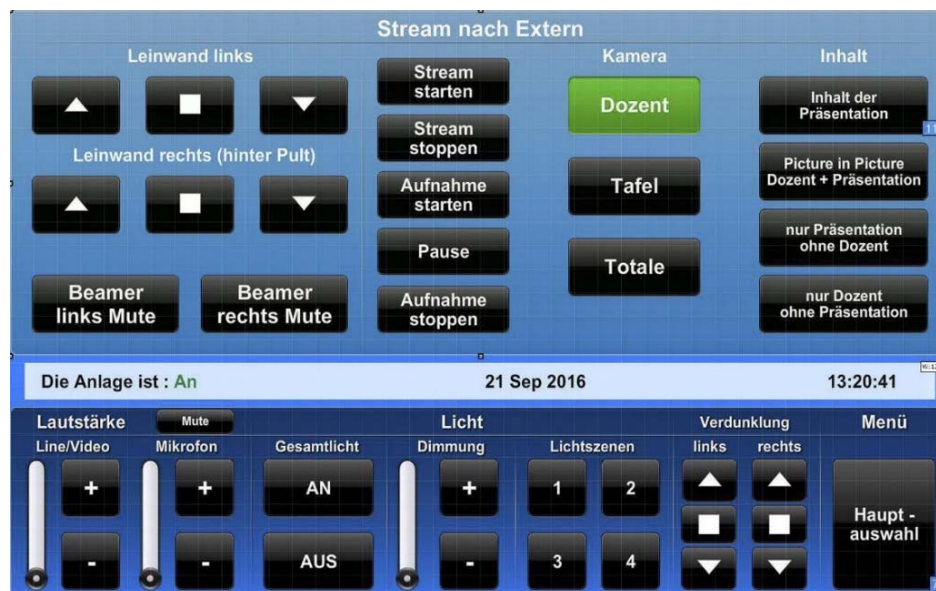 Stream nach Extern
Leinwand links
Leinwand rechts (hinter Pult)
Beamer
links Mute
Beamer
rechts Mute
Stream
starten
Stream
stoppen
Aufnahme
starten
Pause
Aufnahme
stoppen
Kamera
Dozent
Tafel
Totale
Inhalt
Inhalt der
Präsentation
Picture in Picture
Dozent + Präsentation
nur Präsentation
ohne Dozent
nur Dozent
ohne Präsentation
11
Die Anlage ist : An
21 Sep 2016
13:20:41
Lautstärke
Mute
Line/Video
+
-
Mikrofon
+
-
Licht
Gesamtlicht
AN
AUS
Dimmung
+
-
Lichtszenen
1 2
3 4
Verdunklung
links rechts
Menü
Haupt -
auswahl